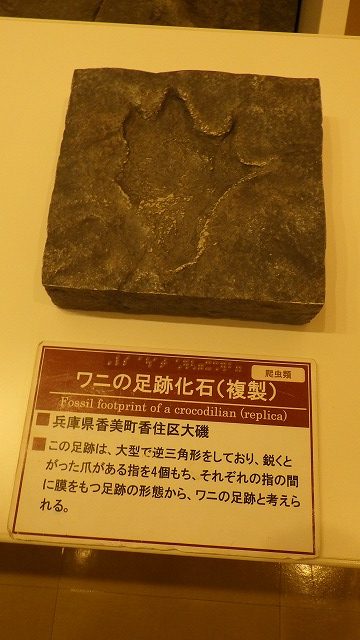 爬虫類
ワニの足跡化石(複製)
Fossil footprint of a crocodilian (replica)
兵庫県香美町香住区大磯
この足跡は、大型で逆三角形をしており、鋭くと
がった爪がある指を4個もち、それぞれの指の間
に膜をもつ足跡の形態から、ワニの足跡と考えら
れる。